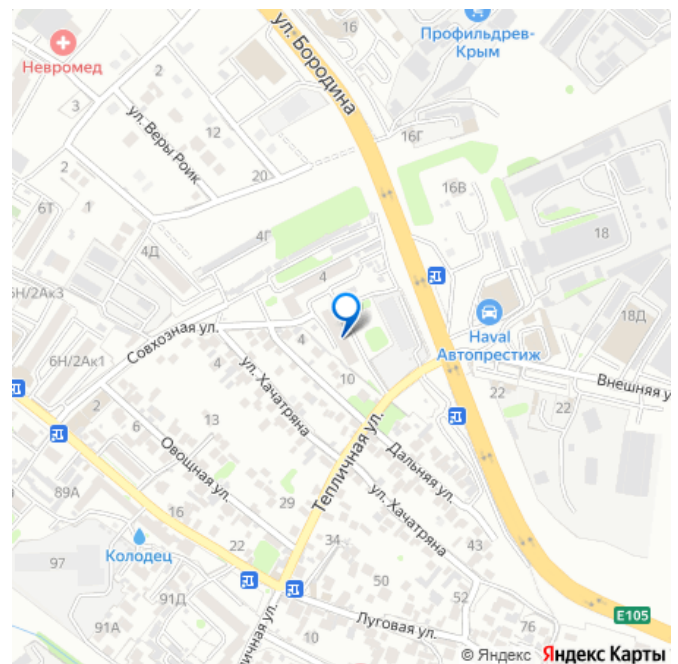 Невромед
Профильдрев-
Крым
ул. Бородина
2
3
ул. Веры Роик
12
16Г
2
20
16В
6Т
1
4Г
18
4Д
4
6Н/2Ак3
Haval
Автопрестиж
18Д
Совхозная ул.
4
6Н/2Ак1
4
ул. Хачатряна
10
22
22
Внешняя у
2
6
13
Овощная ул.
Тепличная ул.
Дальняя ул.
89А
29
ул. Хачатряна
16
34
43
97
Колодец
22
50
91Д
52
E105
91А
10
Луговая ул.
76
ичная ул.
© Яндекс Яндекс Карты